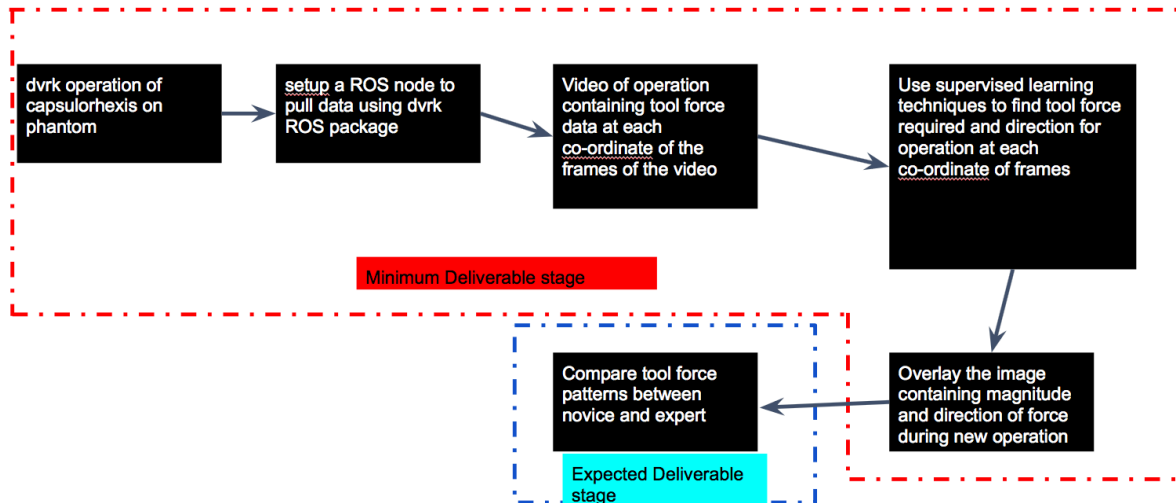 dvrk operation of
capsulorhexis on
phantom
setup a ROS node to
pull data using dvrk
ROS package
Video of operation
containing tool force
data at each
co-ordinate of the
frames of the video
Use supervised learning
techniques to find tool force
required and direction for
operation at each
co-ordinate of frames
Minimum Deliverable stage
Compare tool force
patterns between
novice and expert
Overlay the image
containing magnitude
and direction of force
during new operation
Expected Deliverable
stage